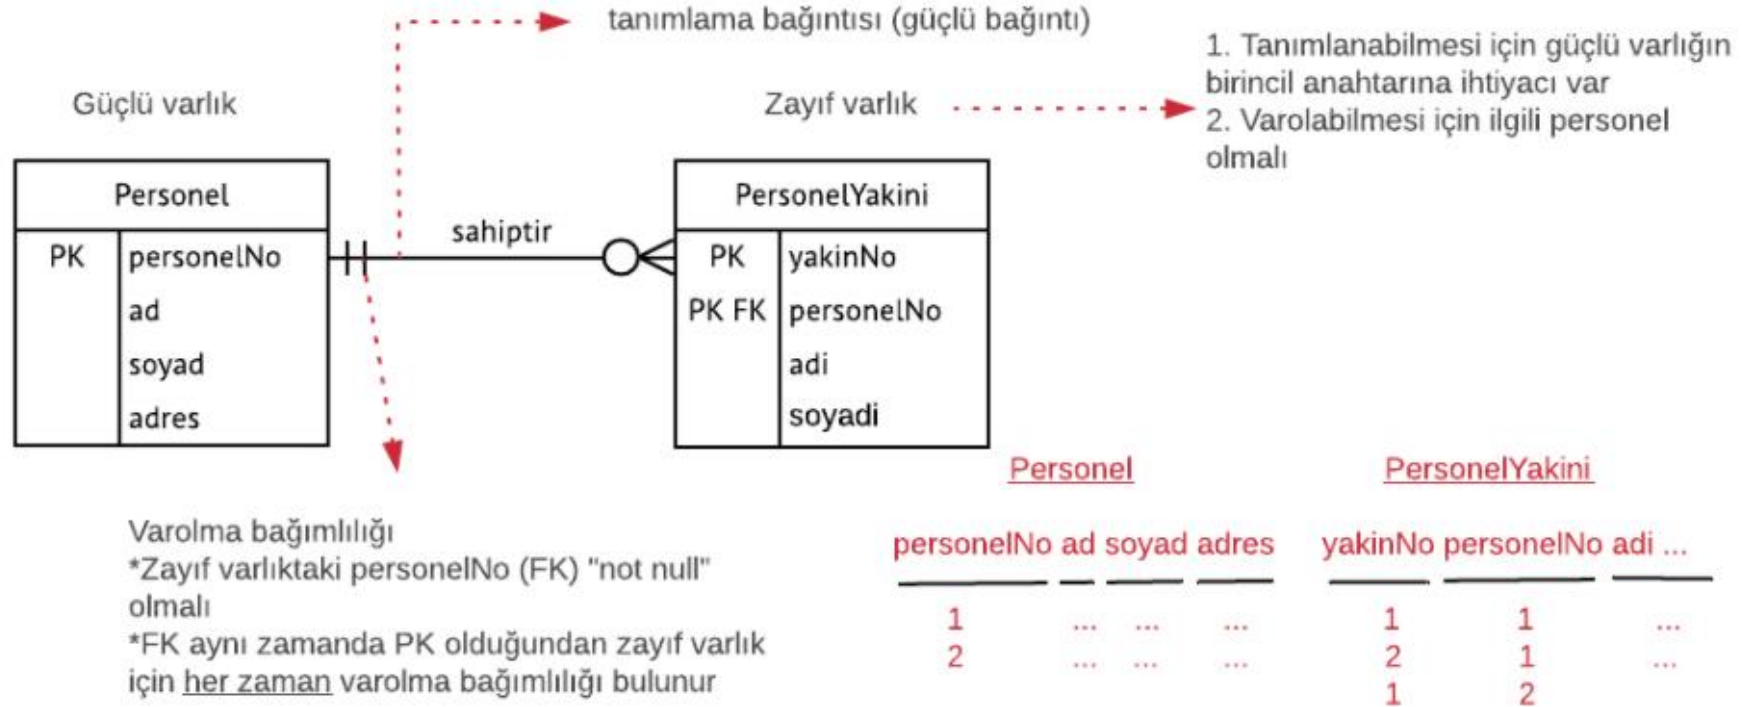 tanımlama bağıntısı (güçlü bağıntı)
1. Tanımlanabilmesi için güçlü varlığın
birincil anahtarına ihtiyacı var
2. Varolabilmesi için ilgili personel
olmalı
Güçlü varlık
Zayıf varlık
Personel
PK personelNo
ad
soyad
adres
sahiptir
PersonelYakini
PK yakinNo
PK FK personelNo
adi
soyadi
Varolma bağımlılığı
*Zayıf varlıktaki personelNo (FK) "not null"
olmalı
*FK aynı zamanda PK olduğundan zayıf varlık
için her zaman varolma bağımlılığı bulunur
Personel
personelNo ad soyad adres
1 ... ... ...
2 ... ... ...
PersonelYakini
yakinNo personelNo adi ...
1 1 ...
2 1 ...
1 2